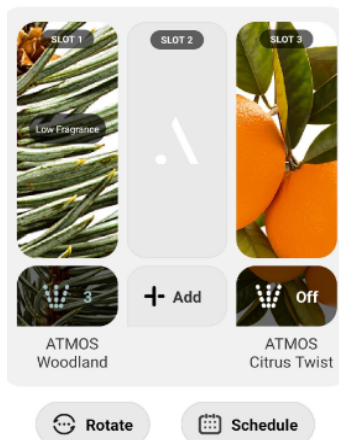 SLOT 1
SLOT 2
SLOT 3
Low Fragrance
3
Add
Off
ATMOS
Woodland
ATMOS
Citrus Twist
Rotate
Schedule